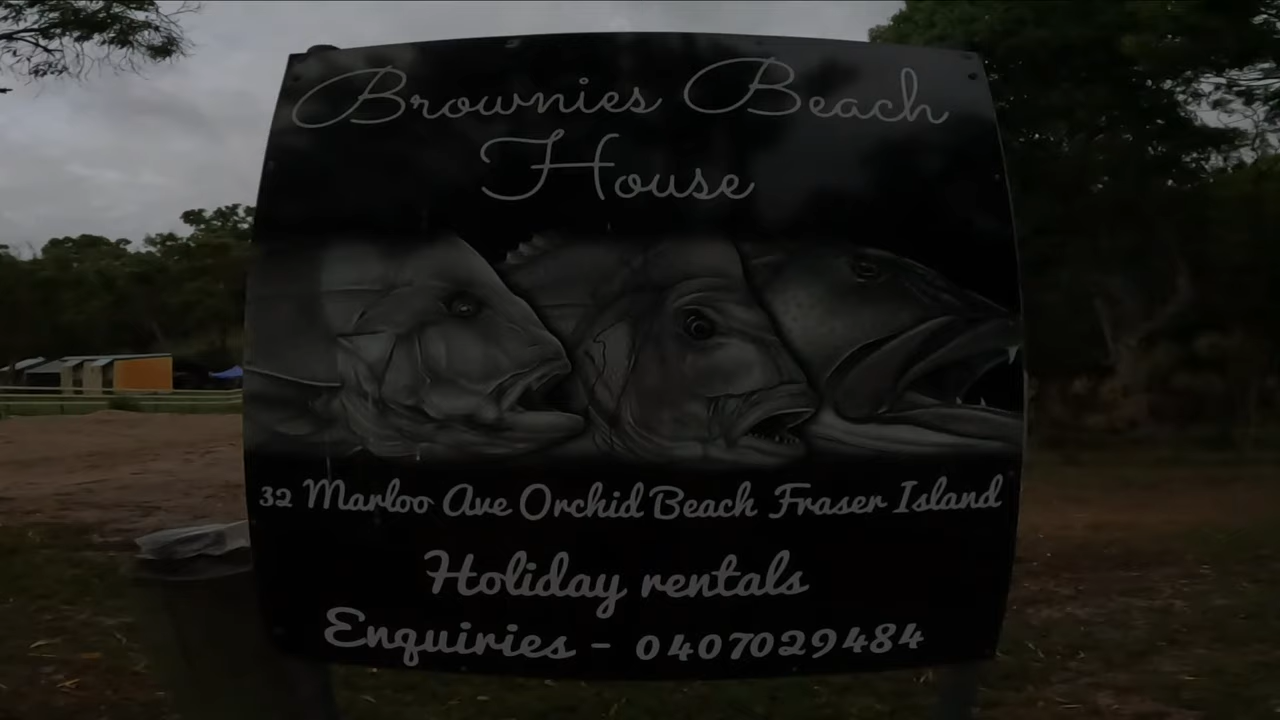 Brownies Beach
House
32 Marloo Ave Orchid Beach Fraser Island
Holiday rentals
Enquiries - 0407029484